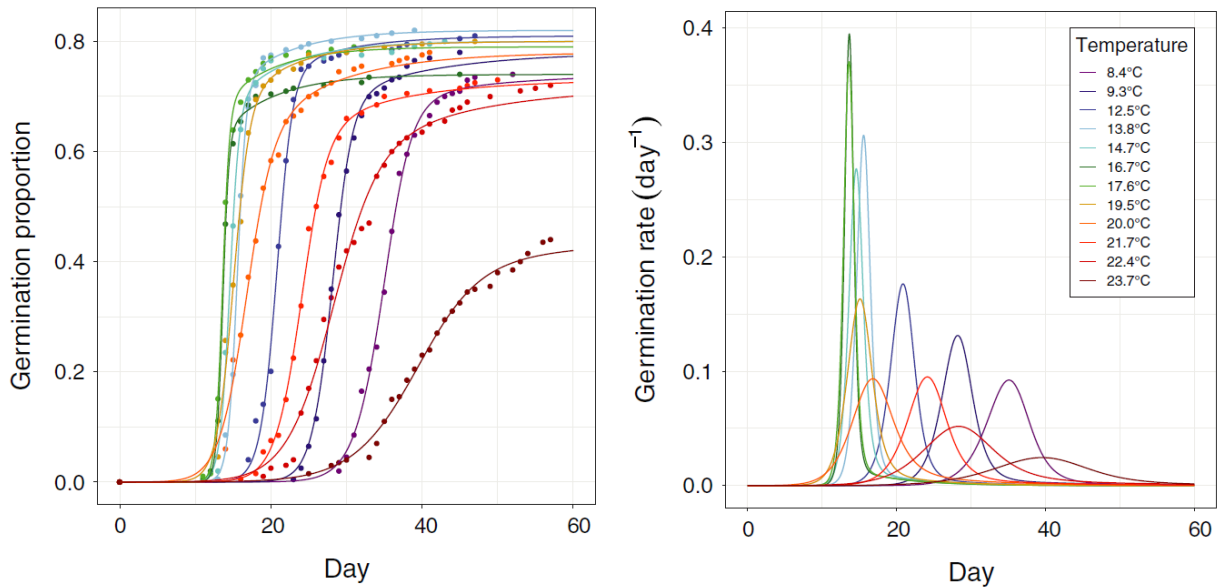 Germination proportion
0.8
0.6
0.4
0.2
0.0
0
20
40
60
Day
Germination rate (day⁻¹)
0.4
0.3
0.2
0.1
0.0
0
20
40
60
Day
Temperature
8.4°C
9.3°C
12.5°C
13.8°C
14.7°C
16.7°C
17.6°C
19.5°C
20.0°C
21.7°C
22.4°C
23.7°C